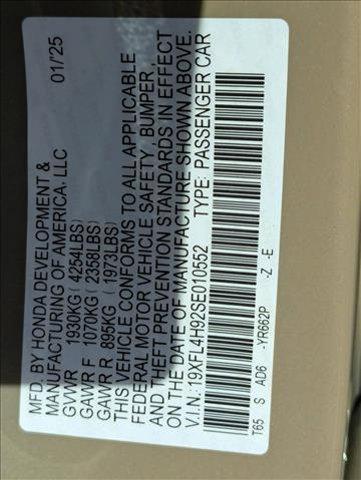 MFD. BY HONDA DEVELOPMENT & 01/'25
MANUFACTURING OF AMERICA, LLC
GVWR 1930KG (4254LBS)
GAWR F 1070KG (2358LBS)
GAWR R 895KG (1973LBS)
THIS VEHICLE CONFORMS TO ALL APPLICABLE
FEDERAL MOTOR VEHICLE SAFETY, BUMPER,
AND THEFT PREVENTION STANDARDS IN EFFECT
ON THE DATE OF MANUFACTURE SHOWN ABOVE.
V.I.N. 19XFL4H92SE010552 TYPE: PASSENGER CAR
T65 S AD6 -YR662P -Z -E